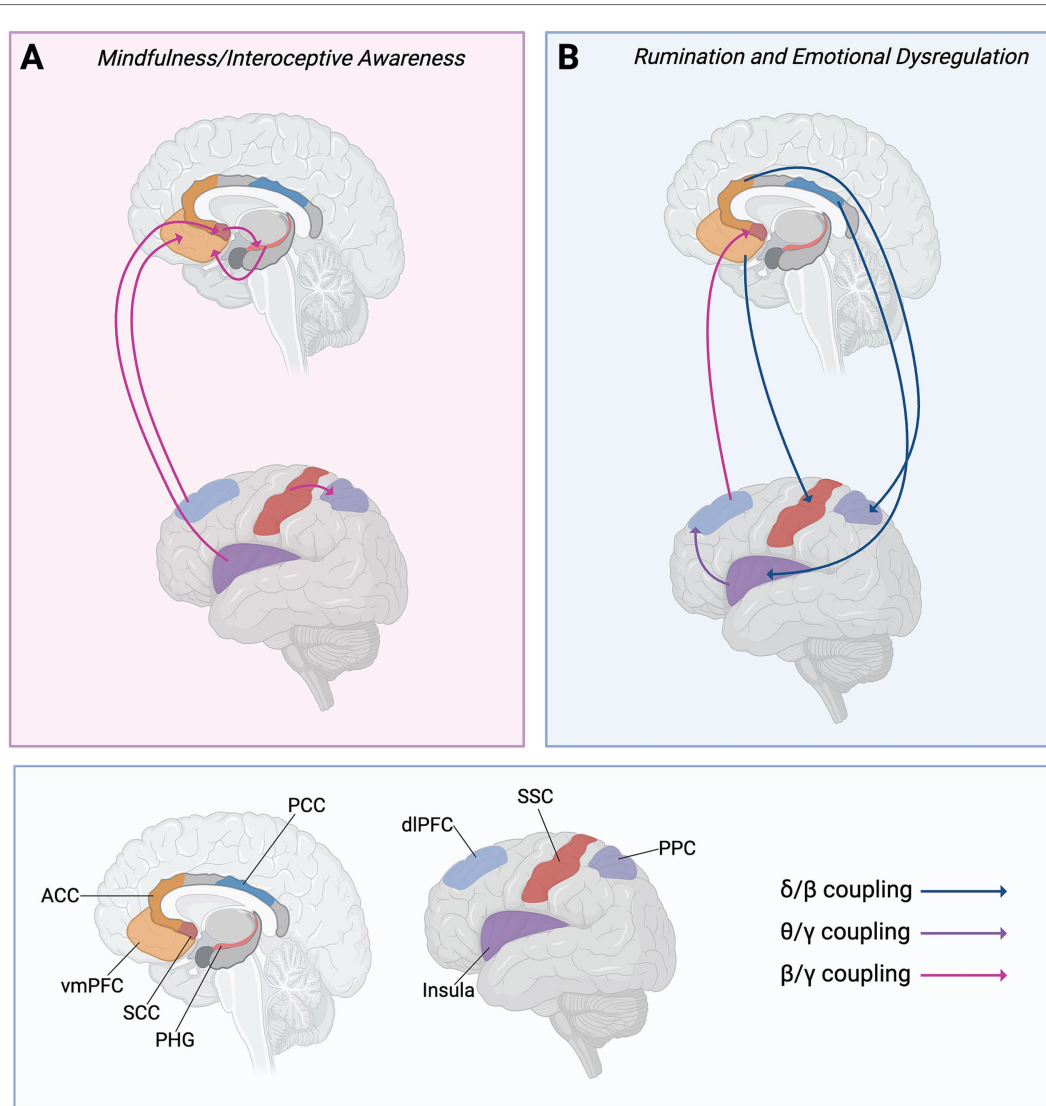 A
Mindfulness/Interoceptive Awareness
B
Rumination and Emotional Dysregulation
PCC
ACC
vmPFC
SCC
PHG
SSC
dlPFC
PPC
Insula
δ/β coupling
θ/γ coupling
β/γ coupling